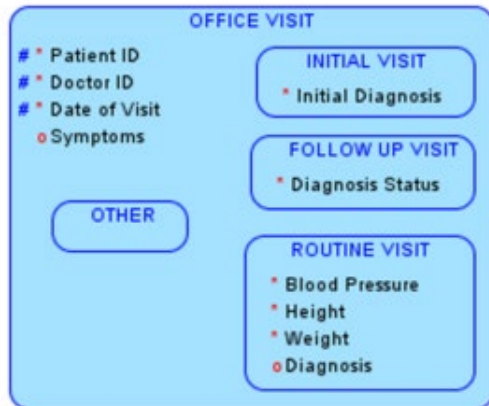 OFFICE VISIT
# * Patient ID
# * Doctor ID
# * Date of Visit
o Symptoms
OTHER
INITIAL VISIT
* Initial Diagnosis
FOLLOW UP VISIT
* Diagnosis Status
ROUTINE VISIT
* Blood Pressure
* Height
* Weight
o Diagnosis